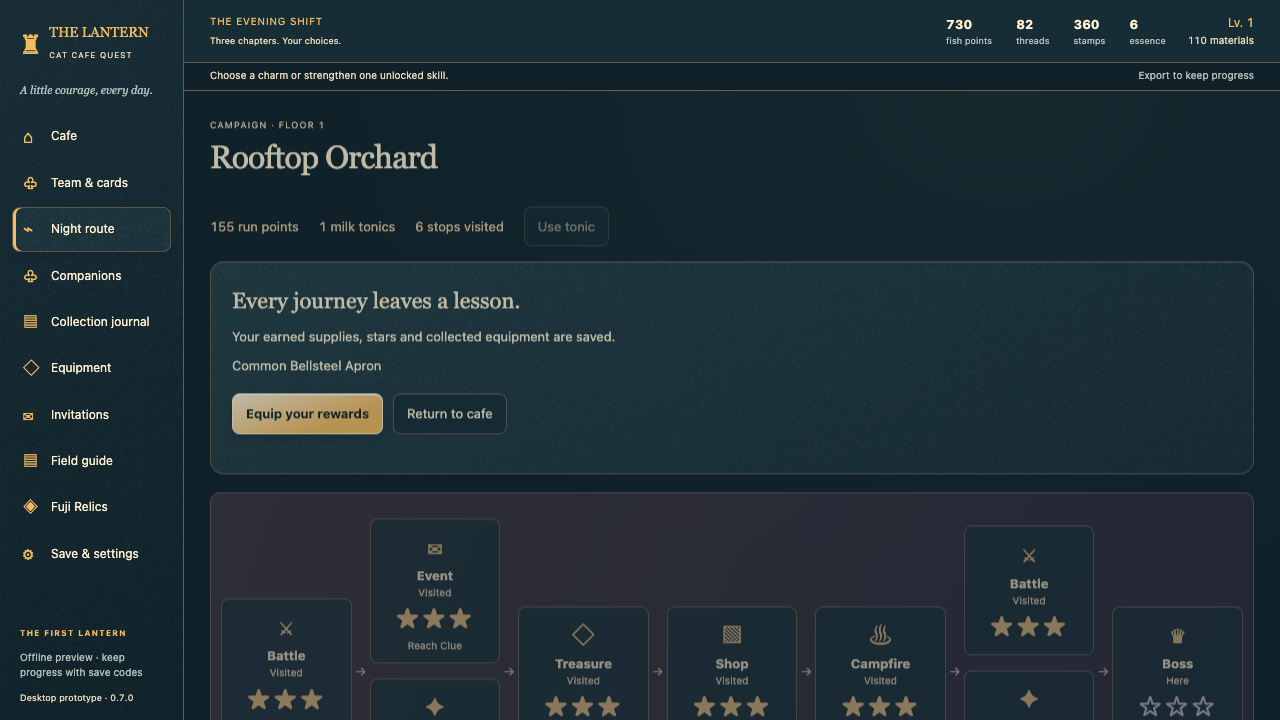 THE LANTERN
CAT CAFE QUEST
A little courage, every day.
Cafe
Team & cards
Night route
Companions
Collection journal
Equipment
Invitations
Field guide
Fuji Relics
Save & settings
THE FIRST LANTERN
Offline preview · keep
progress with save codes
Desktop prototype · 0.7.0
THE EVENING SHIFT
Three chapters. Your choices.
730
fish points
82
threads
360
stamps
6
essence
Lv. 1
110 materials
Choose a charm or strengthen one unlocked skill.
Export to keep progress
CAMPAIGN · FLOOR 1
Rooftop Orchard
155 run points
1 milk tonics
6 stops visited
Use tonic
Every journey leaves a lesson.
Your earned supplies, stars and collected equipment are saved.
Common Bellsteel Apron
Equip your rewards
Return to cafe
Battle
Visited
Event
Visited
Reach Clue
Treasure
Visited
Shop
Visited
Campfire
Visited
Battle
Visited
Boss
Here